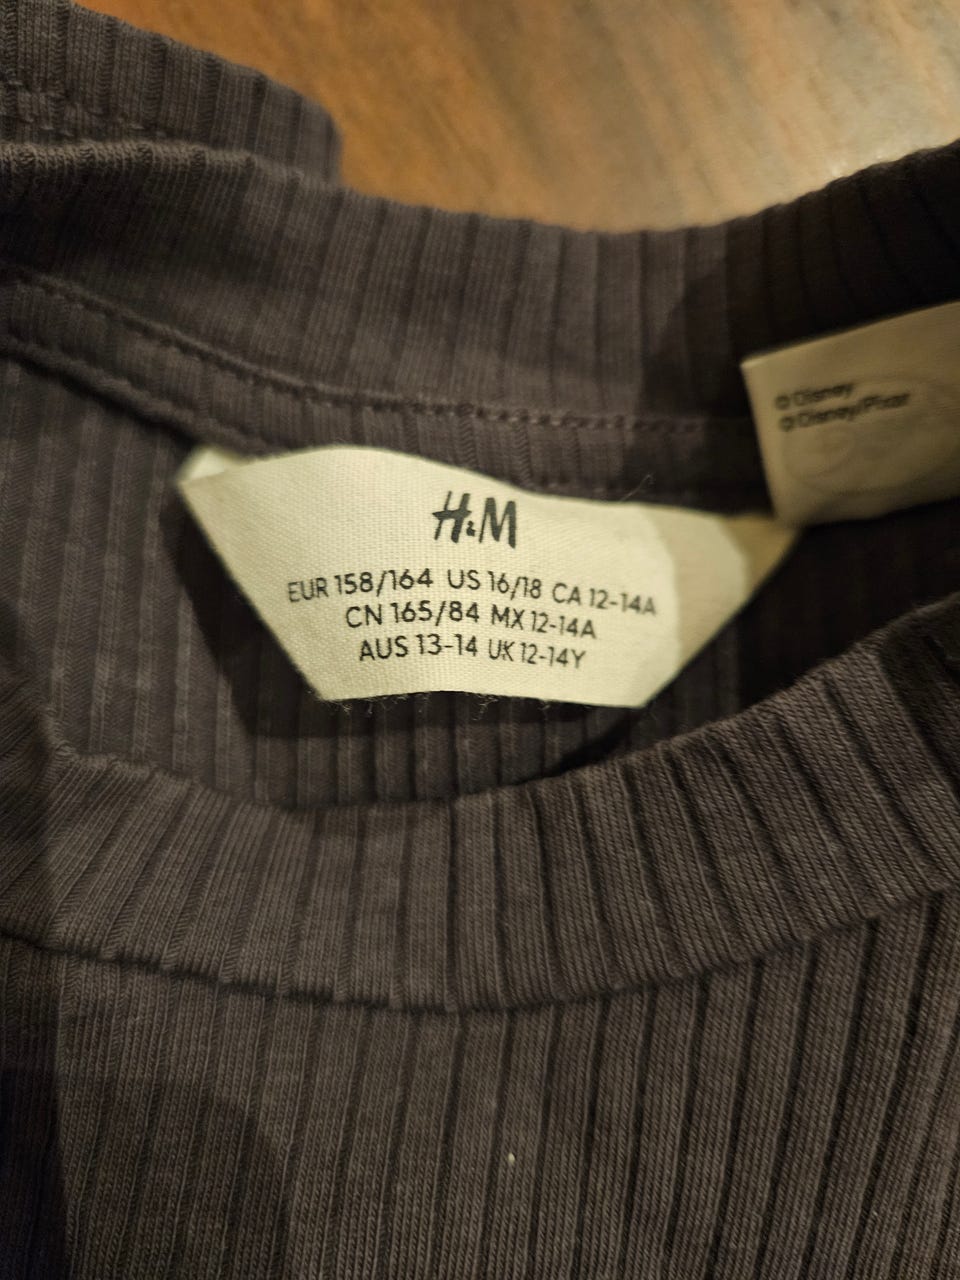 H&M
EUR 158/164 US 16/18 CA 12-14A
CN 165/84 MX 12-14A
AUS 13-14 UK 12-14Y
© Disney
© Disney/Pixar